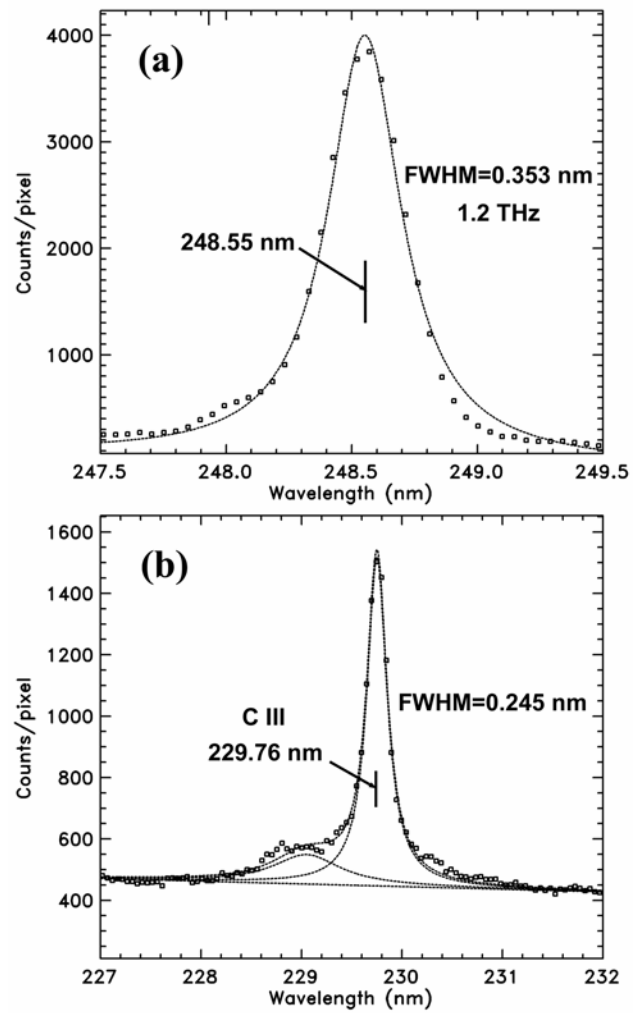 (a)
4000
3000
2000
1000
Counts/pixel
FWHM=0.353 nm
1.2 THz
248.55 nm
247.5 248.0 248.5 249.0 249.5
Wavelength (nm)
(b)
1600
1400
1200
1000
800
600
400
Counts/pixel
FWHM=0.245 nm
C III
229.76 nm
227 228 229 230 231 232
Wavelength (nm)